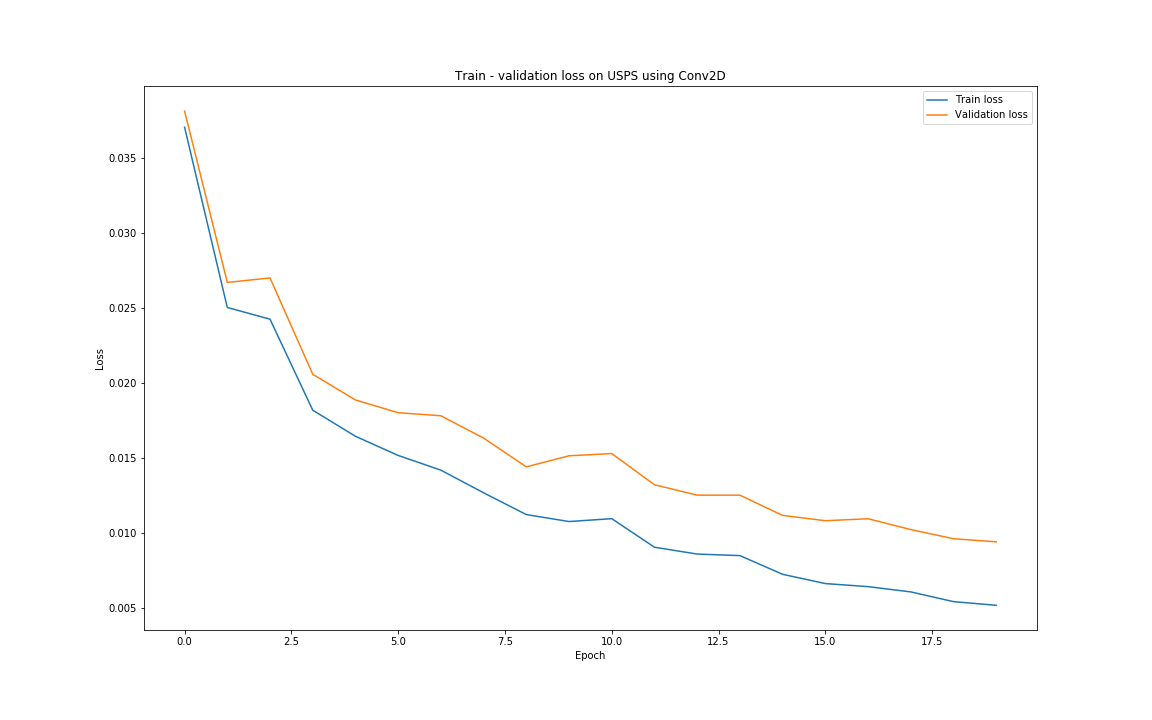 Train - validation loss on USPS using Conv2D
Train loss
Validation loss
0.035
0.030
0.025
0.020
0.015
0.010
0.005
Loss
0.0 2.5 5.0 7.5 10.0 12.5 15.0 17.5
Epoch